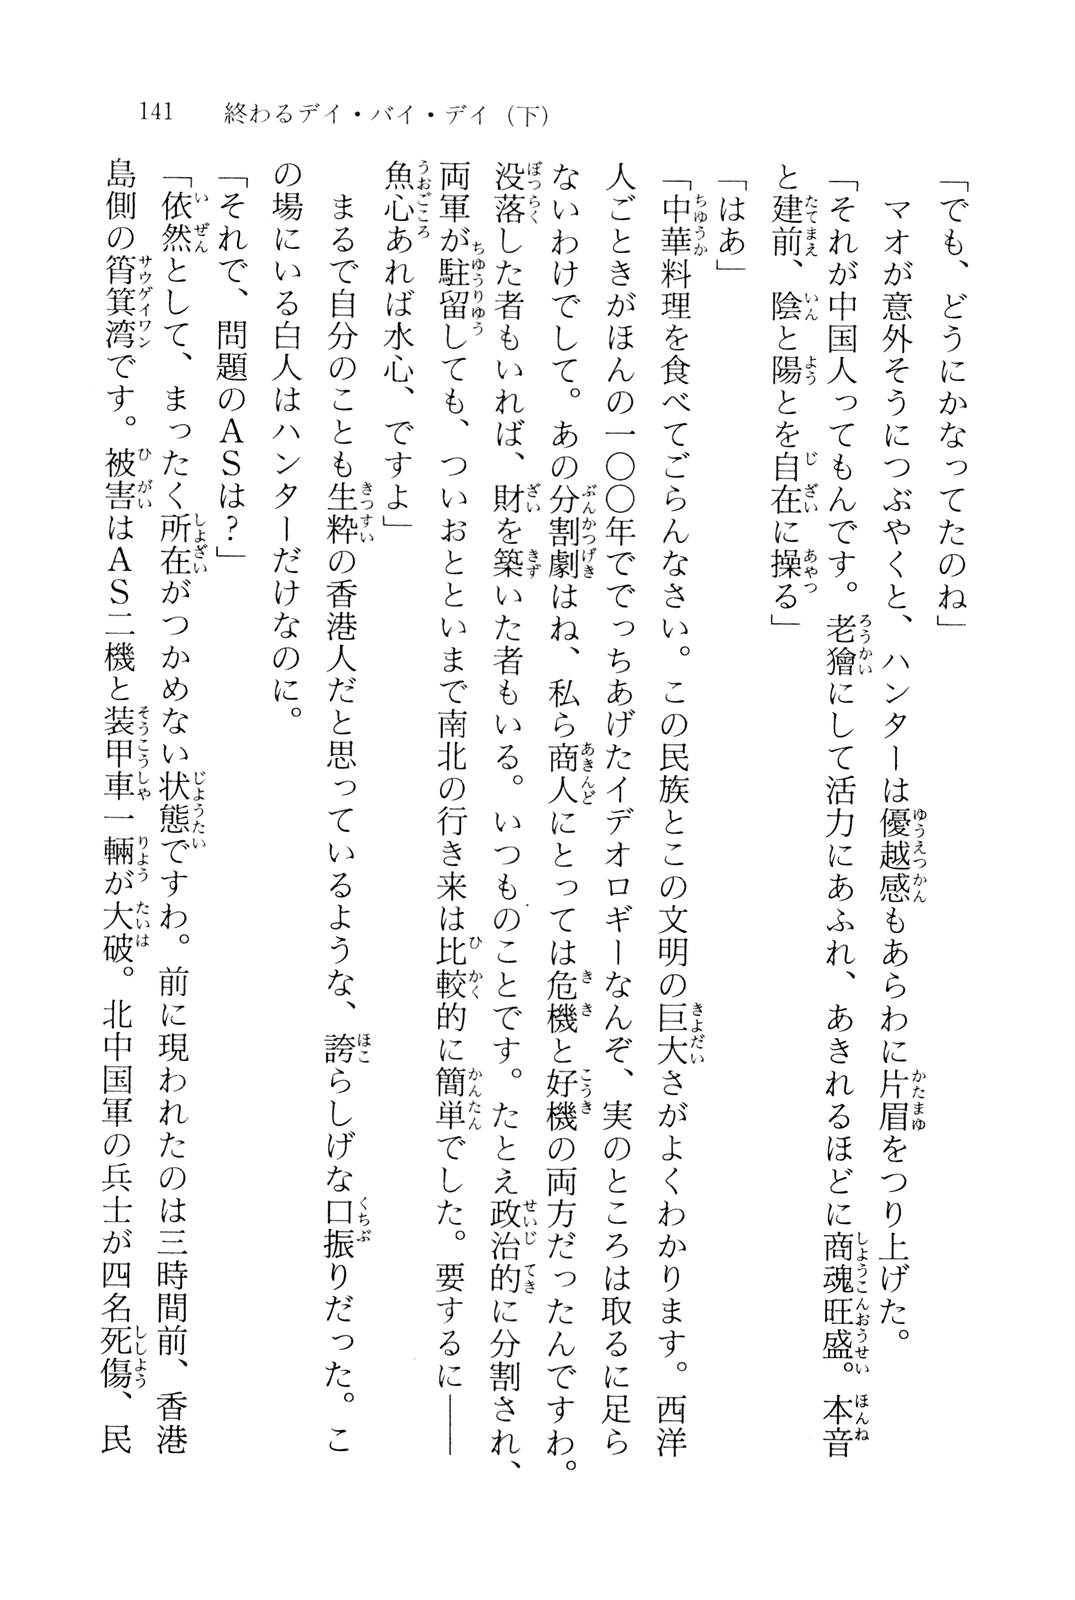 141　終わるデイ・バイ・デイ（下）
「でも、どうにかなってたのね」
　マオが意外そうにつぶやくと、ハンターは優越感もあらわに片眉をつり上げた。
「それが中国人ってもんです。老獪にして活力にあふれ、あきれるほどに商魂旺盛。本音
と建前、陰と陽とを自在に操る」
「はあ」
「中華料理を食べてごらんなさい。この民族とこの文明の巨大さがよくわかります。西洋
人ごときがほんの一〇〇年ででっちあげたイデオロギーなんぞ、実のところは取るに足ら
ないわけでして。あの分割劇はね、私ら商人にとっては危機と好機の両方だったんですわ。
没落した者もいれば、財を築いた者もいる。いつものことです。たとえ政治的に分割され、
両軍が駐留しても、ついおとといまで南北の行き来は比較的に簡単でした。要するに――
魚心あれば水心、ですよ」
　まるで自分のことも生粋の香港人だと思っているような、誇らしげな口振りだった。こ
の場にいる白人はハンターだけなのに。
「それで、問題のＡＳは？」
「依然として、まったく所在がつかめない状態ですわ。前に現われたのは三時間前、香港
島側の筲箕湾です。被害はＡＳ二機と装甲車一輛が大破。北中国軍の兵士が四名死傷、民